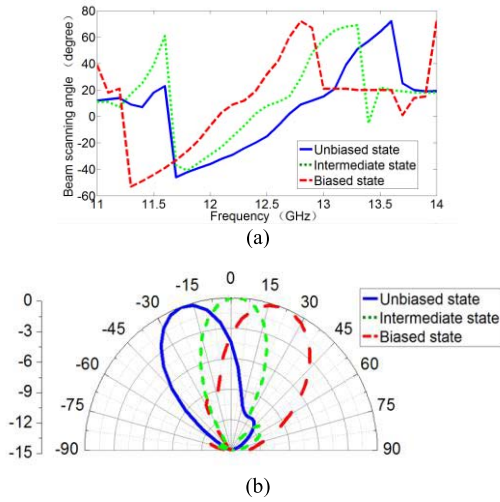 80
60
40
20
0
-20
-40
-60
Beam scanning angle (degree)
Unbiased state
Intermediate state
Biased state
11 11.5 12 12.5 13 13.5 14
Frequency (GHz)
(a)
0
-3
-6
-9
-12
-15
-90 -75 -60 -45 -30 -15 0 15 30 45 60 75 90
Unbiased state
Intermediate state
Biased state
(b)